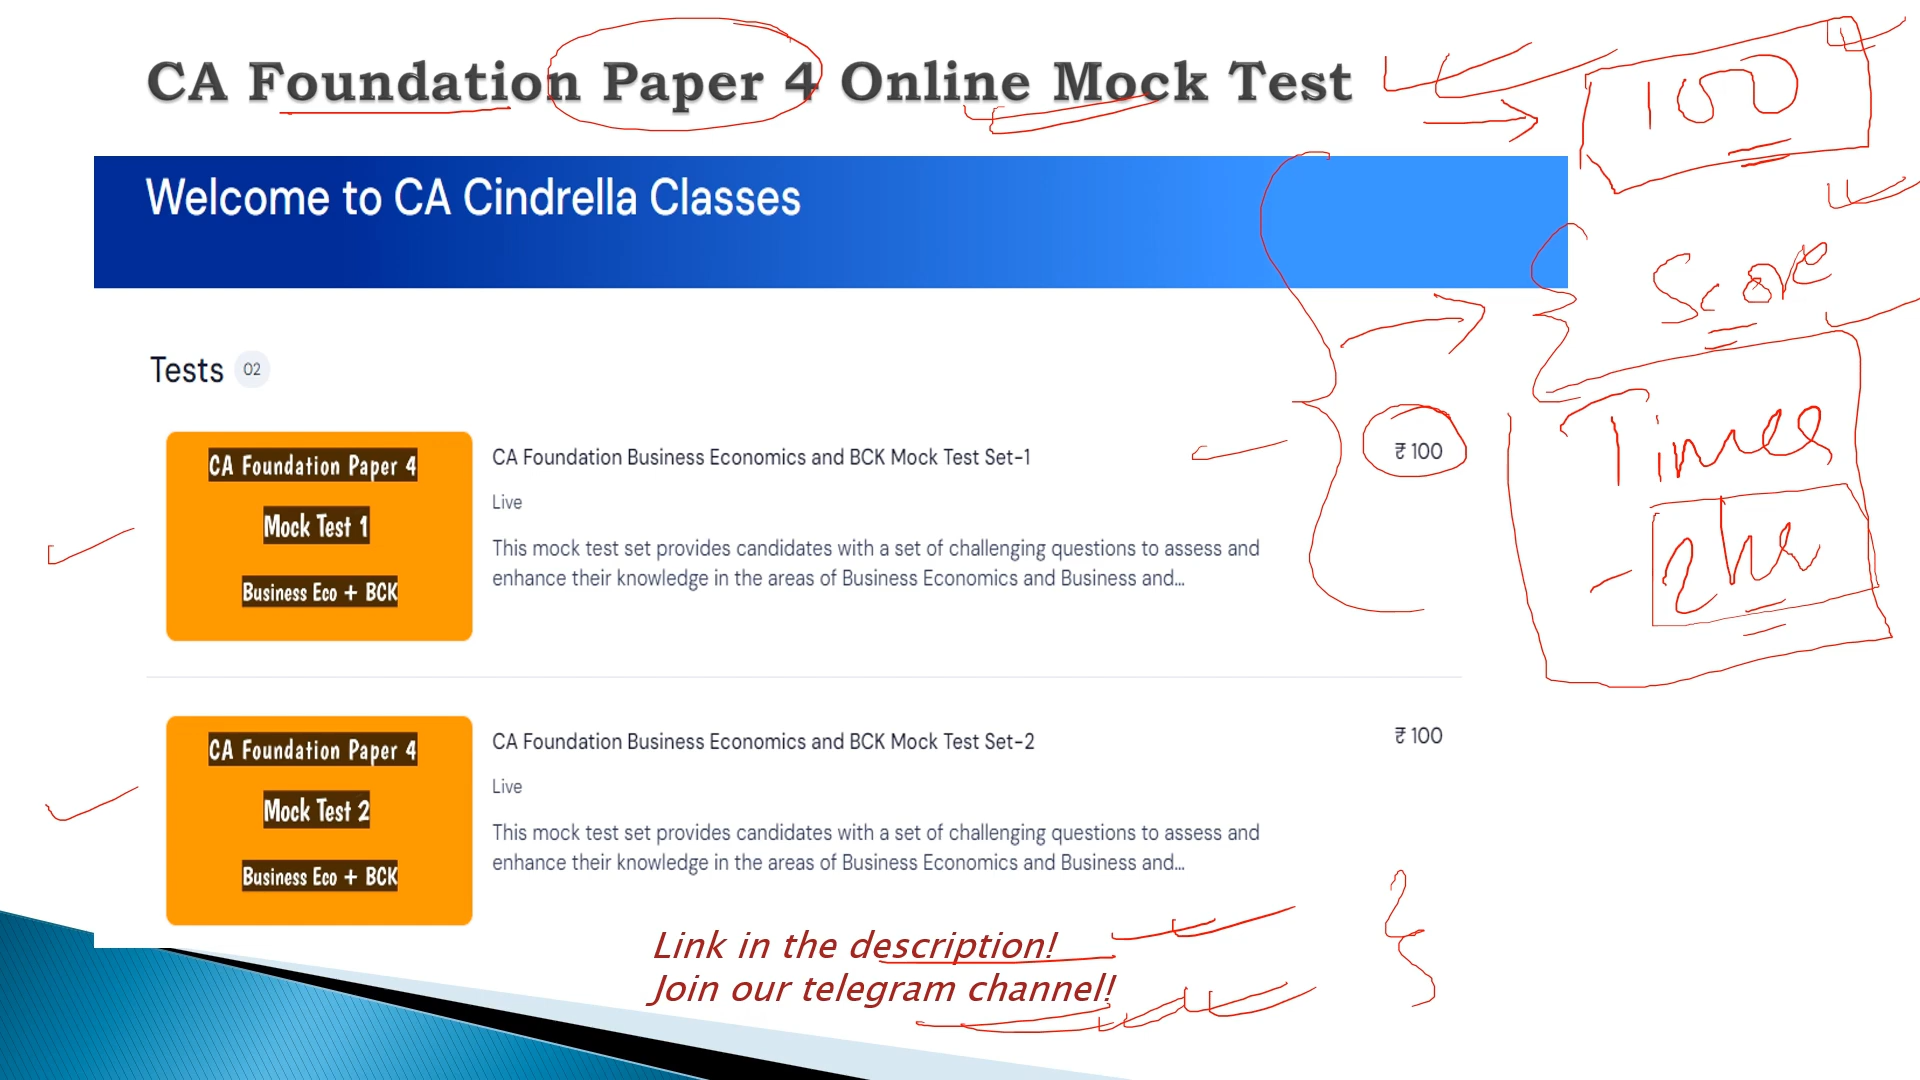 CA Foundation Paper 4 Online Mock Test
100
Welcome to CA Cindrella Classes
Score
Tests 02
Times
2 hr
CA Foundation Paper 4
Mock Test 1
Business Eco + BCK
CA Foundation Business Economics and BCK Mock Test Set-1
₹ 100
Live
This mock test set provides candidates with a set of challenging questions to assess and
enhance their knowledge in the areas of Business Economics and Business and...
CA Foundation Paper 4
Mock Test 2
Business Eco + BCK
CA Foundation Business Economics and BCK Mock Test Set-2
₹ 100
Live
This mock test set provides candidates with a set of challenging questions to assess and
enhance their knowledge in the areas of Business Economics and Business and...
Link in the description!
Join our telegram channel!